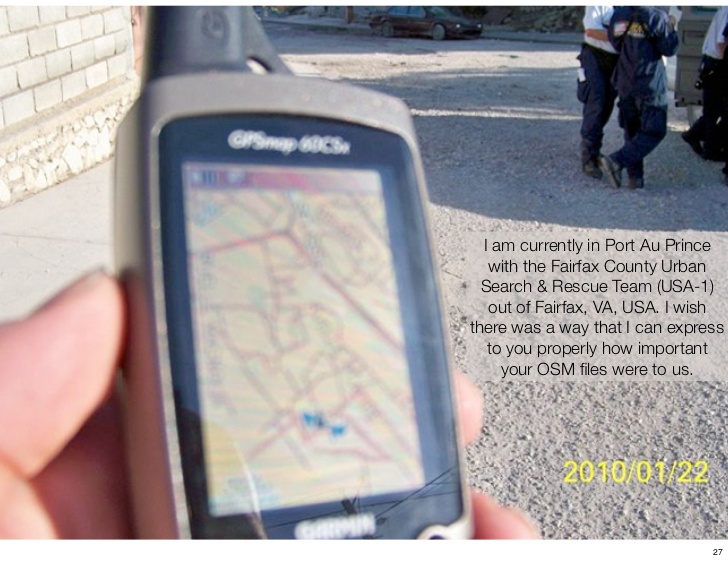 GPSmap 60CSx
I am currently in Port Au Prince
with the Fairfax County Urban
Search & Rescue Team (USA-1)
out of Fairfax, VA, USA. I wish
there was a way that I can express
to you properly how important
your OSM files were to us.
2010/01/22
GARMIN
27